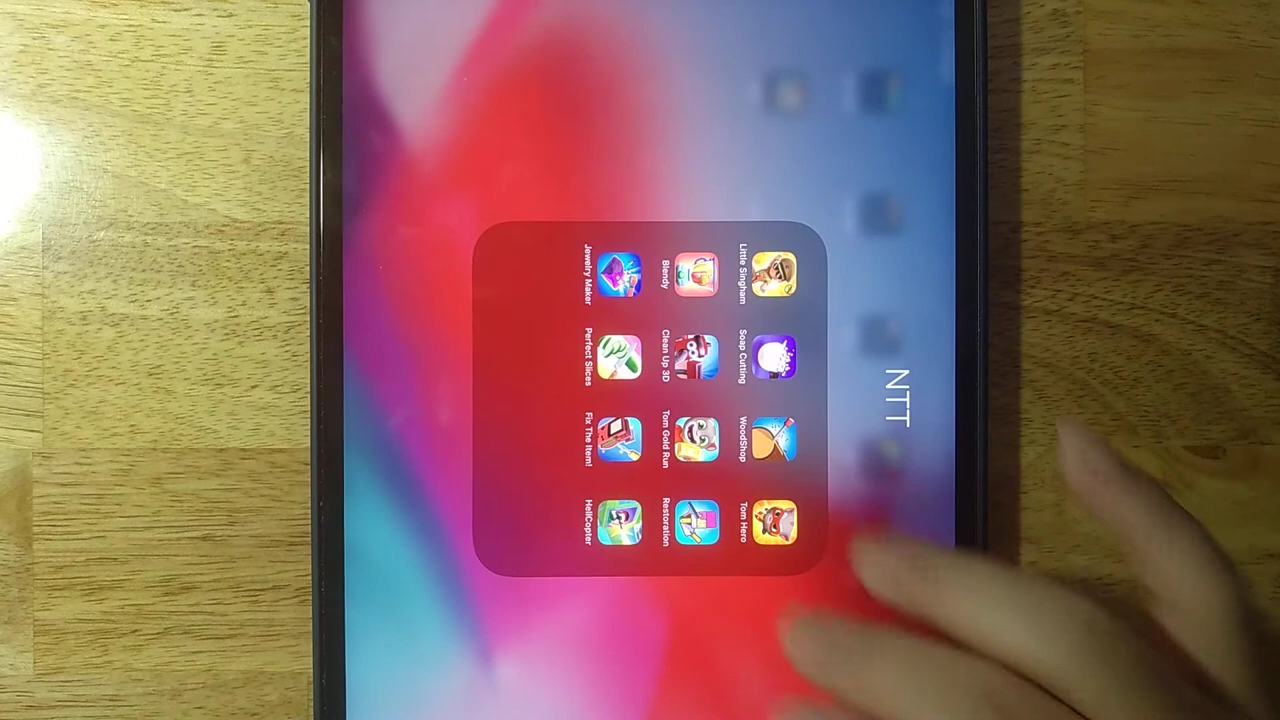 NTT
Little Singham
Soap Cutting
WoodShop
Tom Hero
Blendy
Clean Up 3D
Tom Gold Run
Restoration
Jewelry Maker
Perfect Slices
Fix The Item!
HellCopter